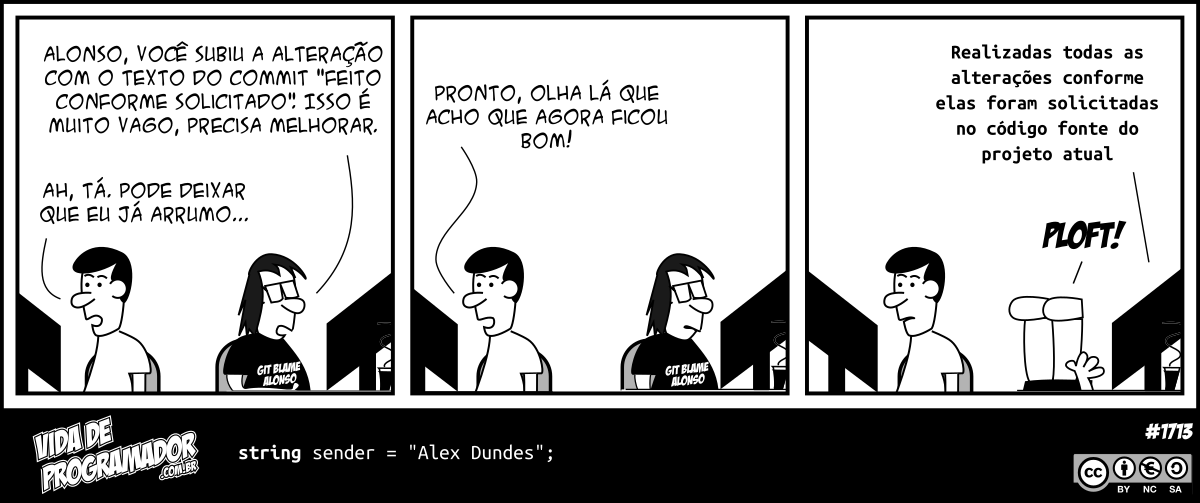 ALONSO, VOCÊ SUBIU A ALTERAÇÃO
COM O TEXTO DO COMMIT "FEITO
CONFORME SOLICITADO". ISSO É
MUITO VAGO, PRECISA MELHORAR.
AH, TÁ. PODE DEIXAR
QUE EU JÁ ARRUMO...
GIT BLAME
ALONSO
PRONTO, OLHA LÁ QUE
ACHO QUE AGORA FICOU
BOM!
GIT BLAME
ALONSO
Realizadas todas as
alterações conforme
elas foram solicitadas
no código fonte do
projeto atual
PLOFT!
VIDA DE
PROGRAMADOR
.COM.BR
string sender = "Alex Dundes";
#1713
cc
BY NC SA